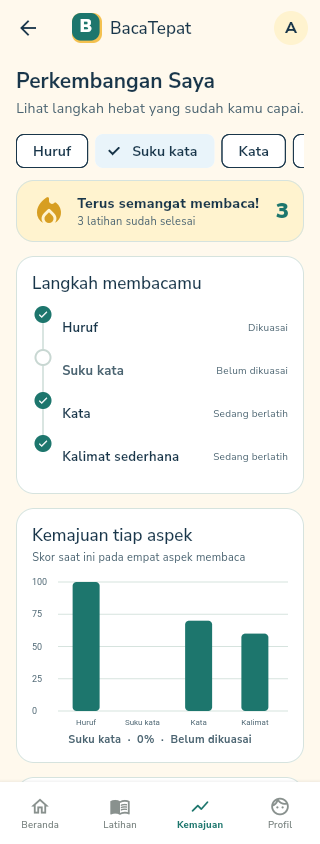 B BacaTepat A
Perkembangan Saya
Lihat langkah hebat yang sudah kamu capai.
Huruf Suku kata Kata
Terus semangat membaca!
3 latihan sudah selesai
3
Langkah membacamu
Huruf Dikuasai
Suku kata Belum dikuasai
Kata Sedang berlatih
Kalimat sederhana Sedang berlatih
Kemajuan tiap aspek
Skor saat ini pada empat aspek membaca
100
75
50
25
0
Huruf Suku kata Kata Kalimat
Suku kata · 0% · Belum dikuasai
Beranda Latihan Kemajuan Profil